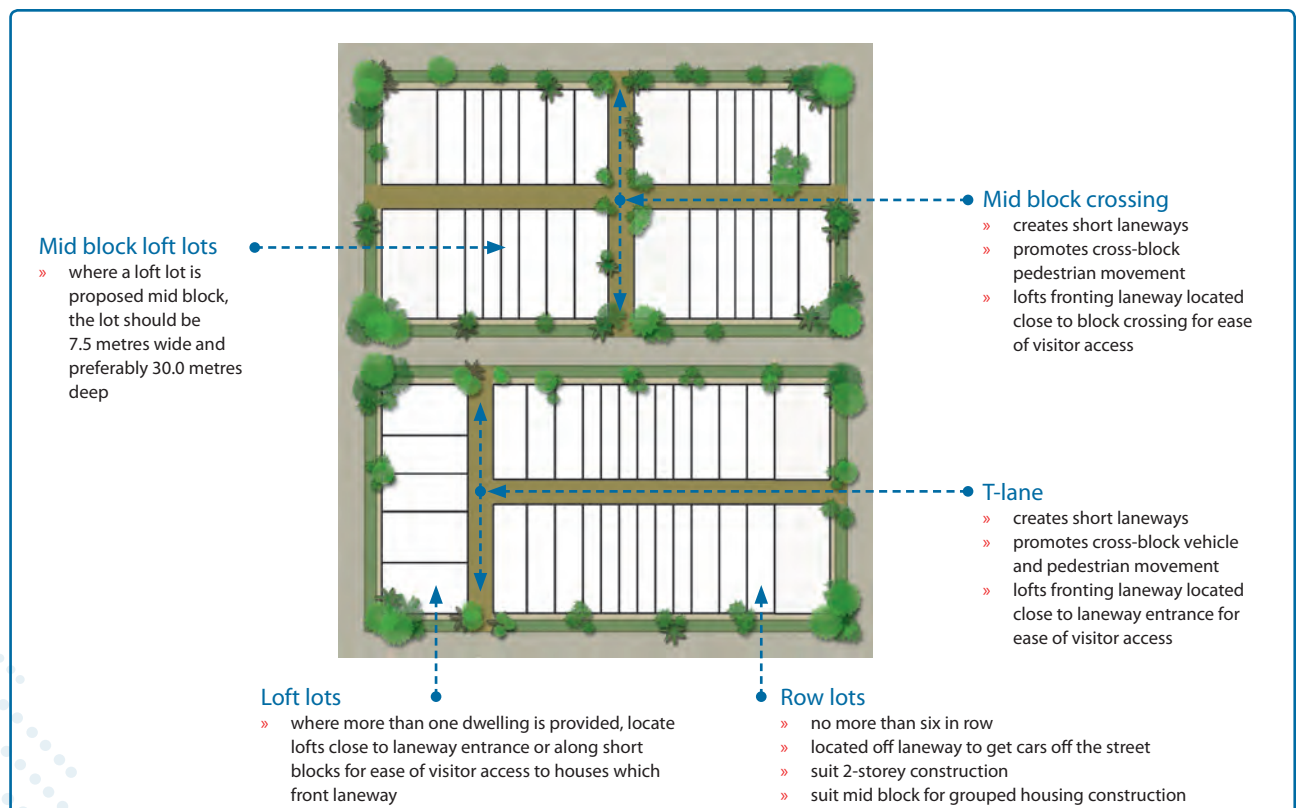 Mid block loft lots
» where a loft lot is
proposed mid block,
the lot should be
7.5 metres wide and
preferably 30.0 metres
deep
Mid block crossing
» creates short laneways
» promotes cross-block
pedestrian movement
» lofts fronting laneway located
close to block crossing for ease
of visitor access
T-lane
» creates short laneways
» promotes cross-block vehicle
and pedestrian movement
» lofts fronting laneway located
close to laneway entrance for
ease of visitor access
Loft lots
» where more than one dwelling is provided, locate
lofts close to laneway entrance or along short
blocks for ease of visitor access to houses which
front laneway
Row lots
» no more than six in row
» located off laneway to get cars off the street
» suit 2-storey construction
» suit mid block for grouped housing construction